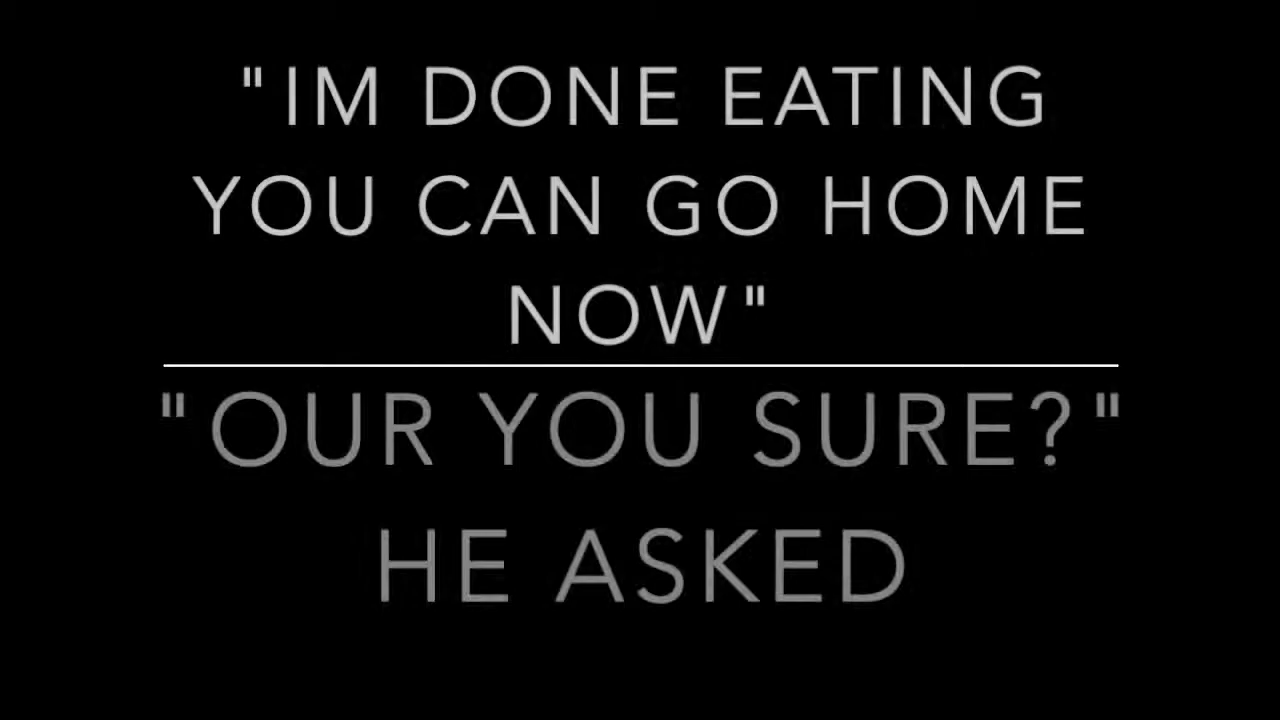 "IM DONE EATING
YOU CAN GO HOME
NOW"
"OUR YOU SURE?"
HE ASKED